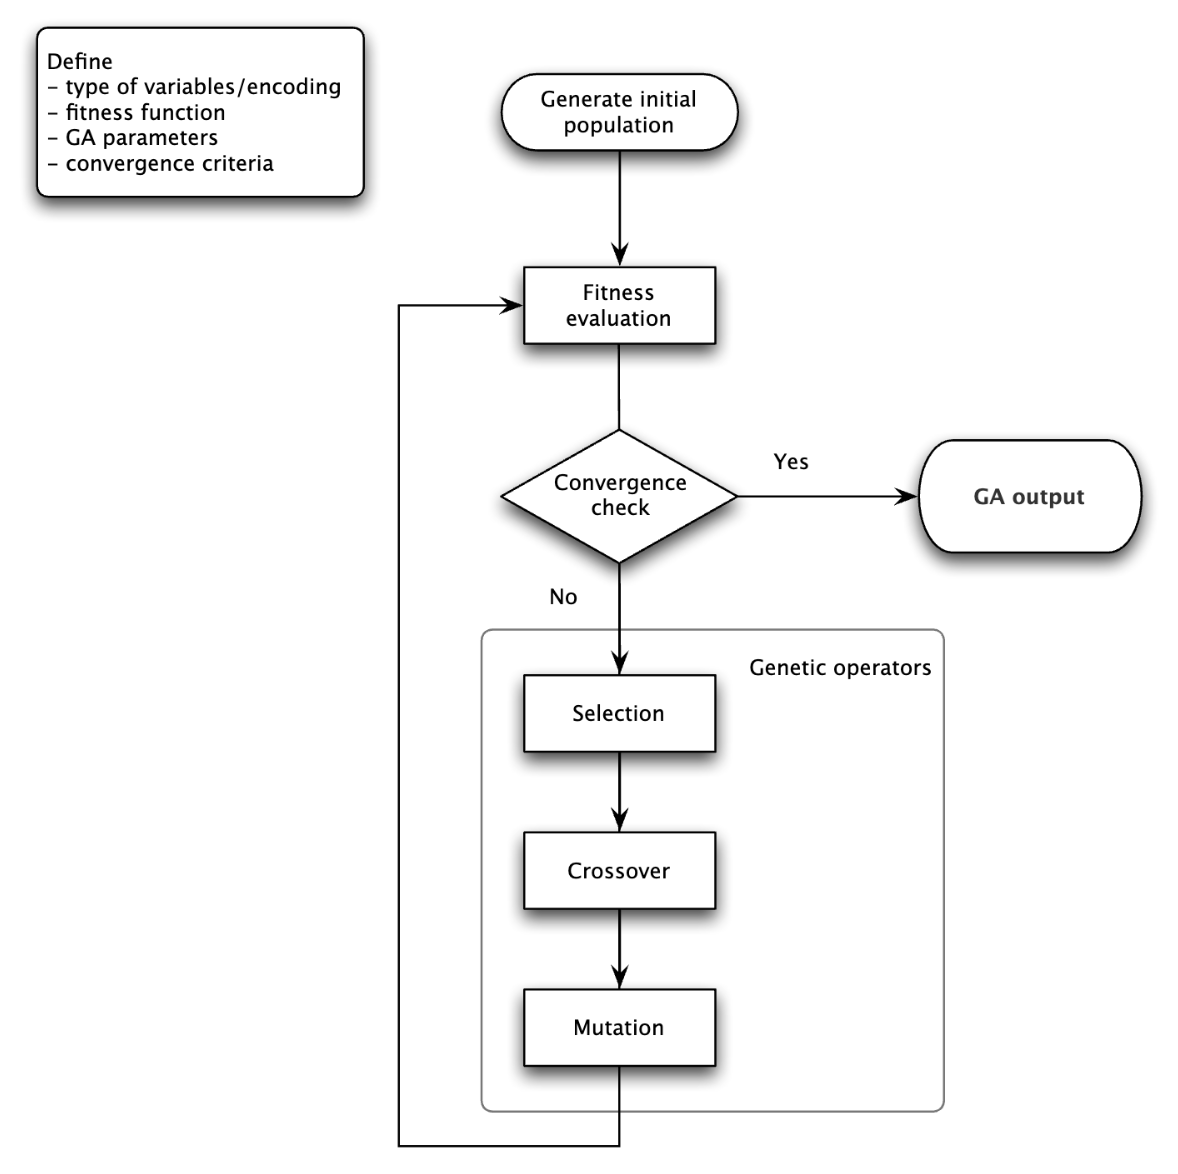 Define
- type of variables/encoding
- fitness function
- GA parameters
- convergence criteria
Generate initial
population
Fitness
evaluation
Convergence
check
Yes
GA output
No
Genetic operators
Selection
Crossover
Mutation